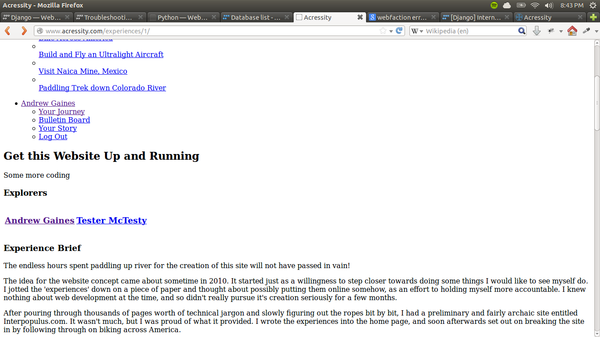 Acressity - Mozilla Firefox
8:43 PM
Django — Web...
Troubleshooti...
Python — Web...
Database list - ...
Acressity
webfaction err...
[Django] Intern...
Acressity
www.acressity.com/experiences/1/
Wikipedia (en)
Build and Fly an Ultralight Aircraft
Visit Naica Mine, Mexico
Paddling Trek down Colorado River
Andrew Gaines
Your Journey
Bulletin Board
Your Story
Log Out
Get this Website Up and Running
Some more coding
Explorers
Andrew Gaines Tester McTesty
Experience Brief
The endless hours spent paddling up river for the creation of this site will not have passed in vain!
The idea for the website concept came about sometime in 2010. It started just as a willingness to step closer towards doing some things I would like to see myself do.
I jotted the 'experiences' down on a piece of paper and thought about possibly putting them online somehow, as an effort to holding myself more accountable. I knew
nothing about web development at the time, and so didn't really pursue it's creation seriously for a few months.
After pouring through thousands of pages worth of technical jargon and slowly figuring out the ropes bit by bit, I had a preliminary and fairly archaic site entitled
Interpopulus.com. It wasn't much, but I was proud of what it provided. I wrote the experiences into the home page, and soon afterwards set out on breaking the site
in by following through on biking across America.